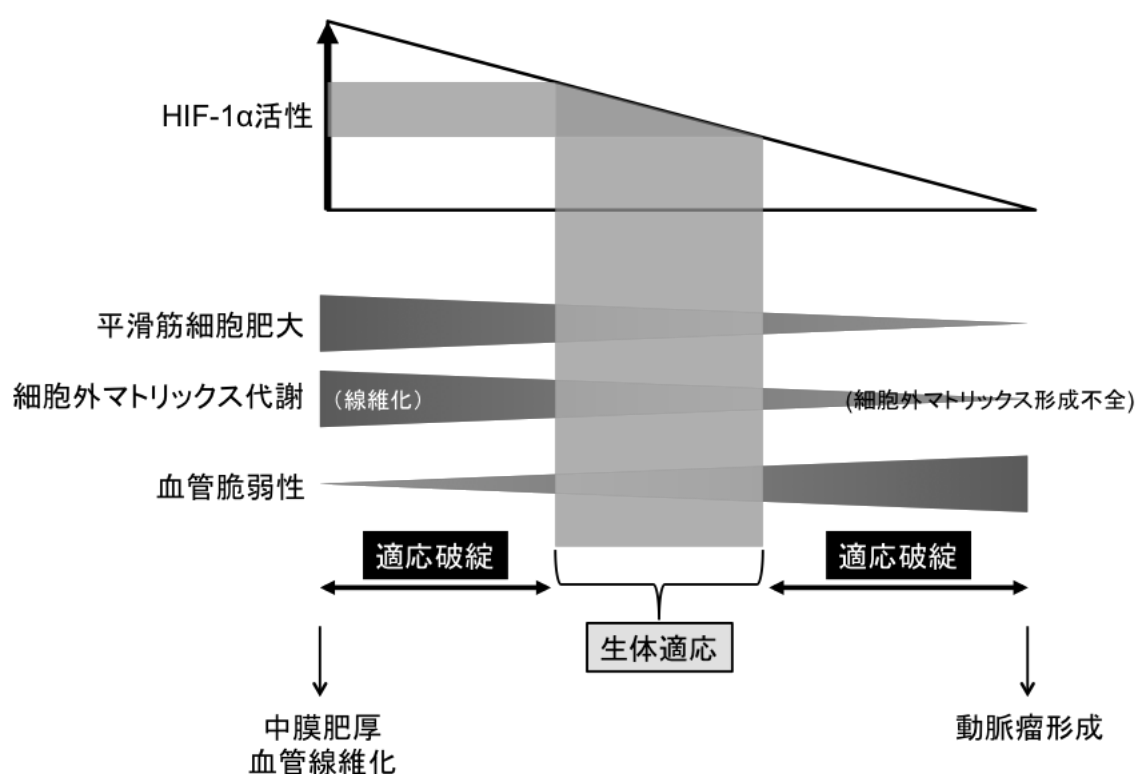 HIF-1α活性
平滑筋細胞肥大
細胞外マトリックス代謝
（線維化）
(細胞外マトリックス形成不全)
血管脆弱性
適応破綻
適応破綻
生体適応
中膜肥厚
血管線維化
動脈瘤形成